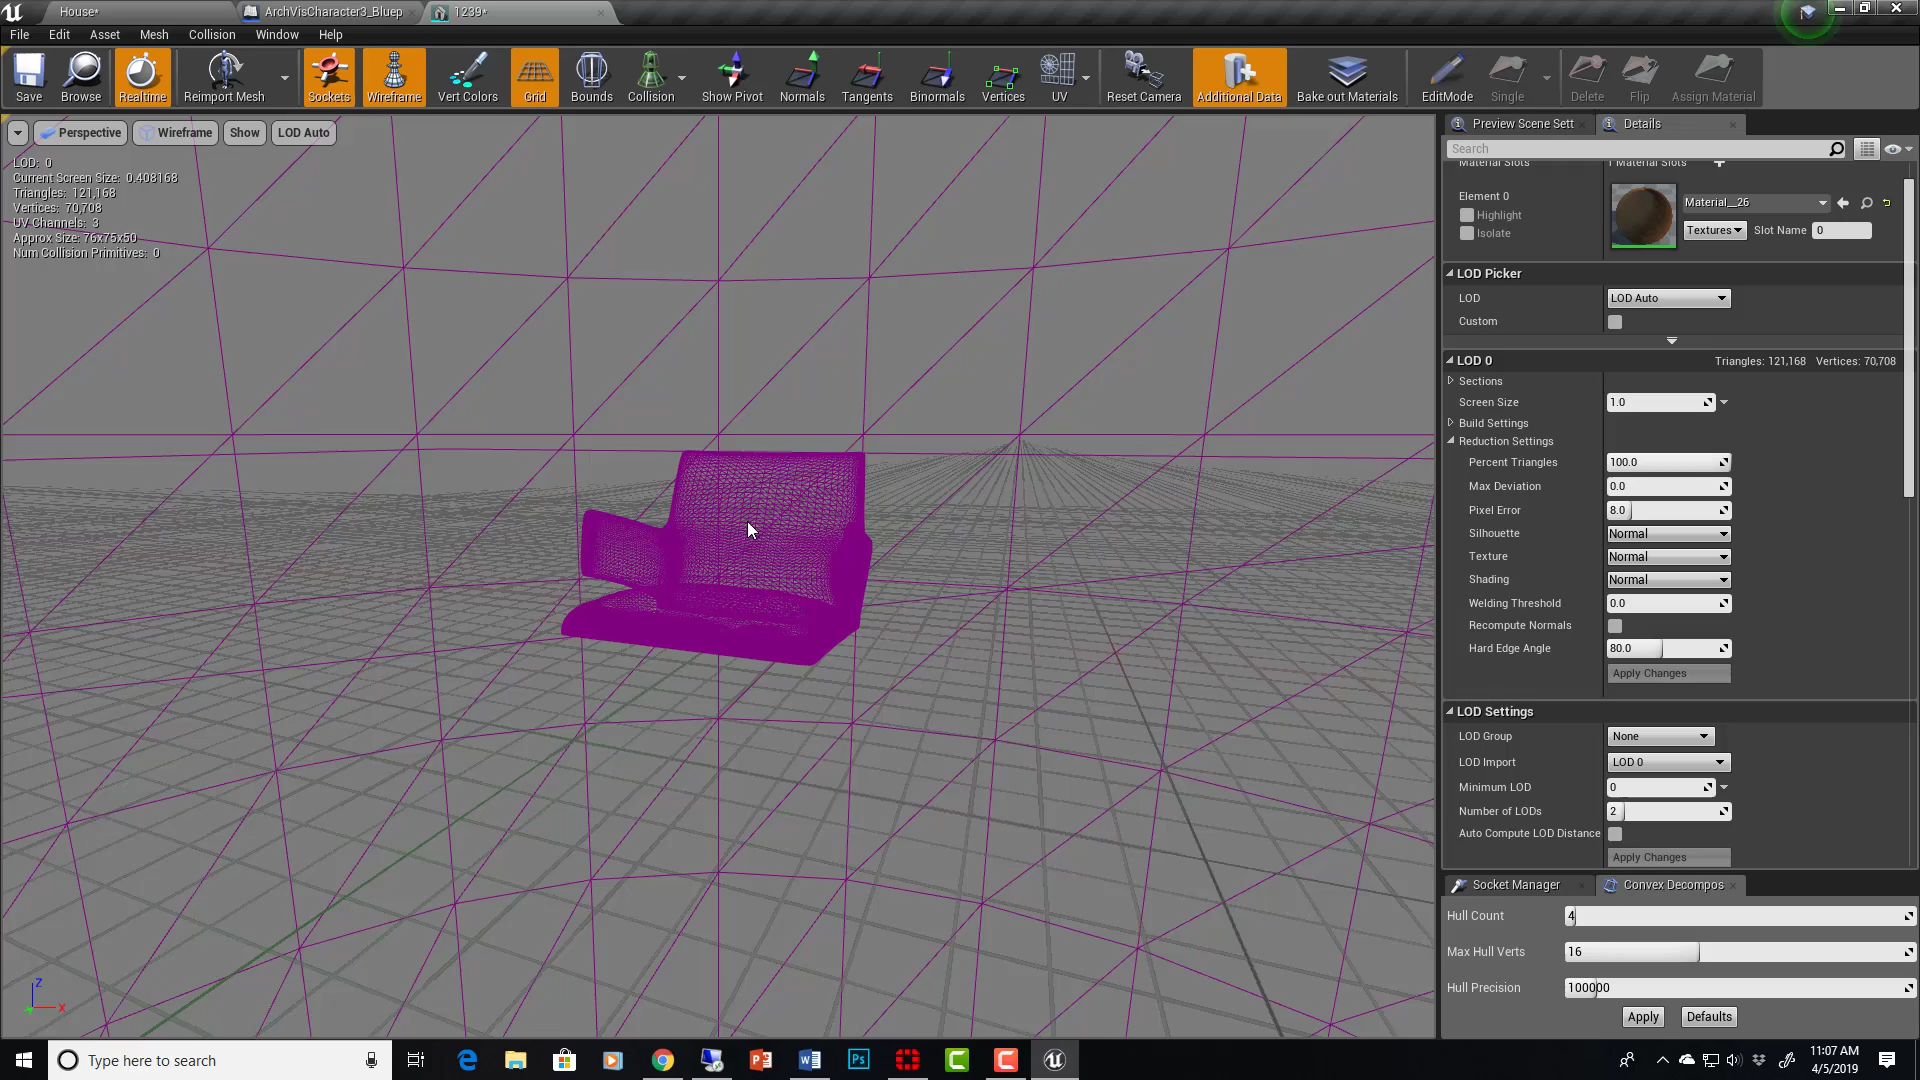 House*
ArchVisCharacter3_Bluep
1239*
File Edit Asset Mesh Collision Window Help
Save Browse Realtime Reimport Mesh Sockets Wireframe Vert Colors Grid Bounds Collision Show Pivot Normals Tangents Binormals Vertices UV Reset Camera Additional Data Bake out Materials EditMode Single Delete Flip Assign Material
Perspective Wireframe Show LOD Auto
LOD: 0
Current Screen Size: 0.408168
Triangles: 121,168
Vertices: 70,708
UV Channels: 3
Approx Size: 76x75x50
Num Collision Primitives: 0
Z
X
Preview Scene Sett Details
Search
Material Slots 1 Material Slots
Element 0
Highlight
Isolate
Material__26
Textures Slot Name 0
LOD Picker
LOD LOD Auto
Custom
LOD 0 Triangles: 121,168 Vertices: 70,708
Sections
Screen Size 1.0
Build Settings
Reduction Settings
Percent Triangles 100.0
Max Deviation 0.0
Pixel Error 8.0
Silhouette Normal
Texture Normal
Shading Normal
Welding Threshold 0.0
Recompute Normals
Hard Edge Angle 80.0
Apply Changes
LOD Settings
LOD Group None
LOD Import LOD 0
Minimum LOD 0
Number of LODs 2
Auto Compute LOD Distance
Apply Changes
Socket Manager Convex Decompos
Hull Count 4
Max Hull Verts 16
Hull Precision 100000
Apply Defaults
Type here to search
11:07 AM
4/5/2019